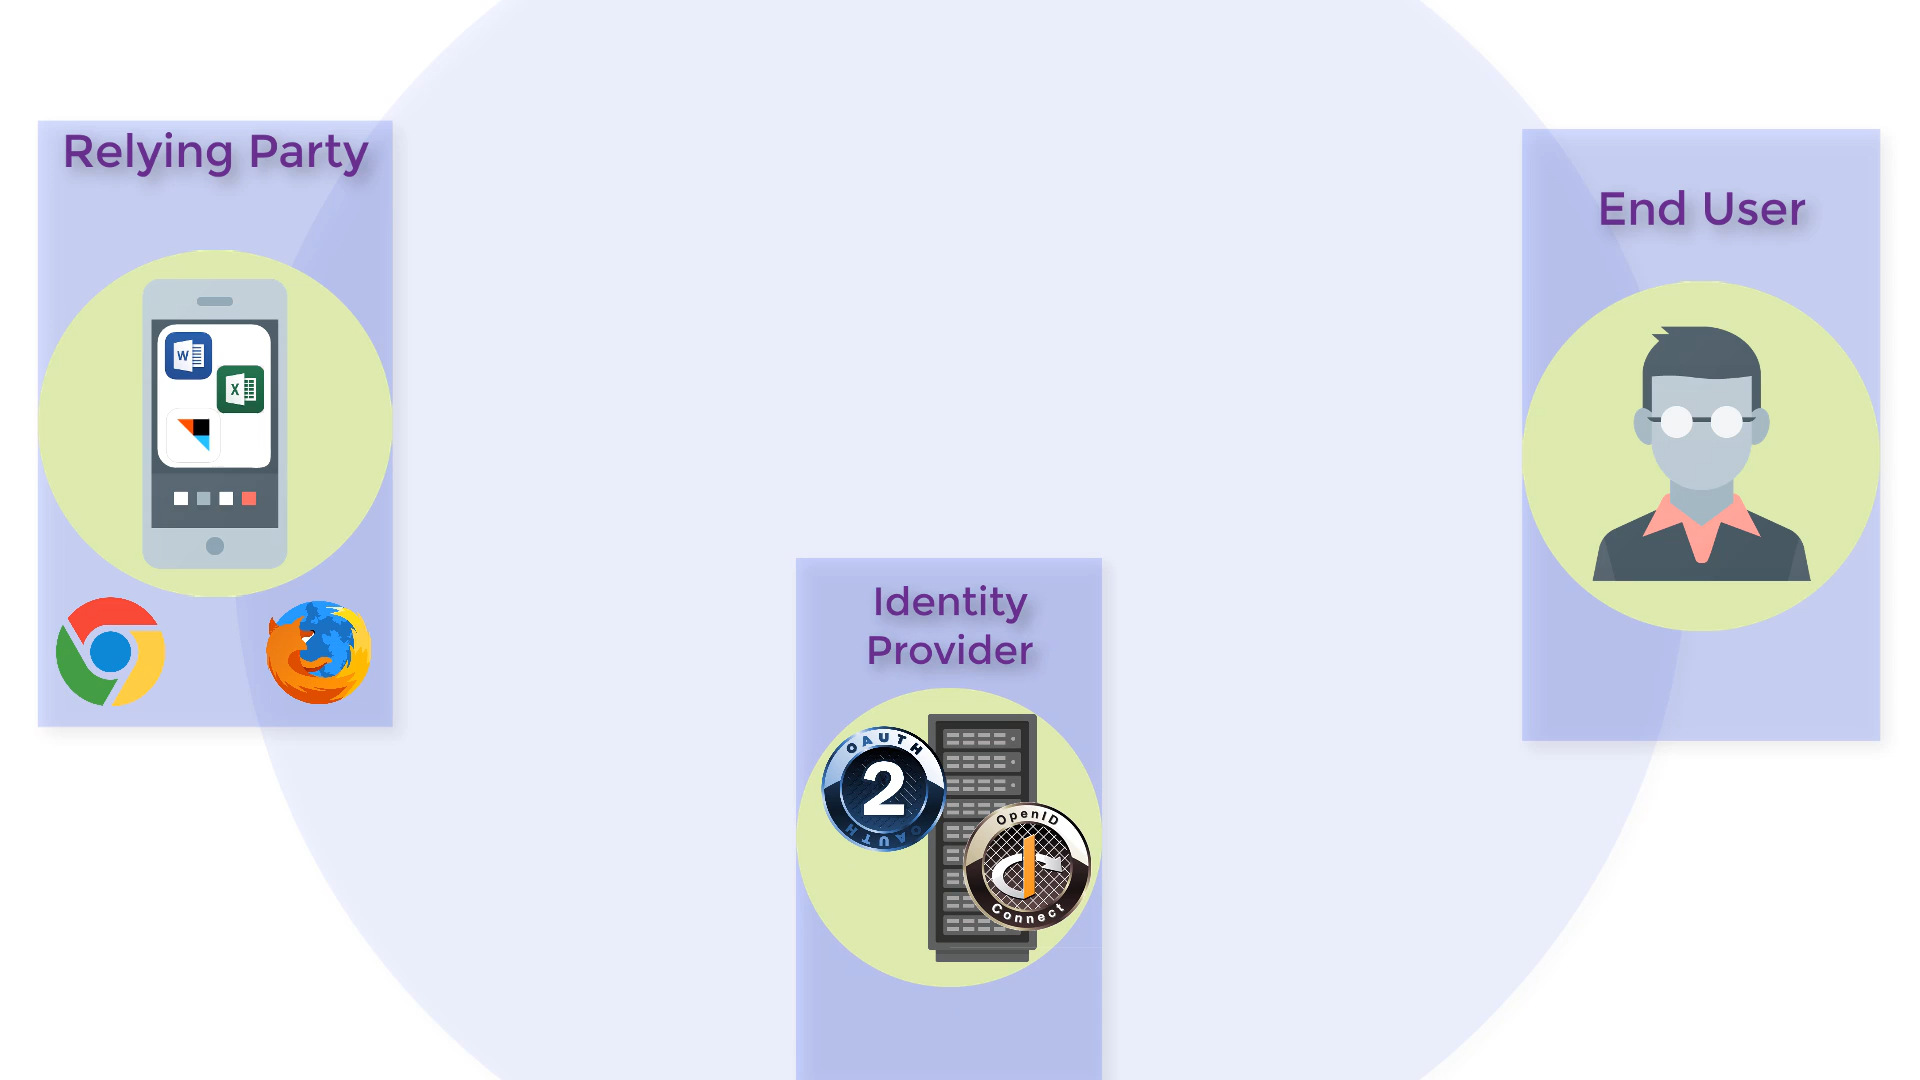 Relying Party
End User
W
X
Identity
Provider
OAUTH
2
OAUTH
OpenID
Connect